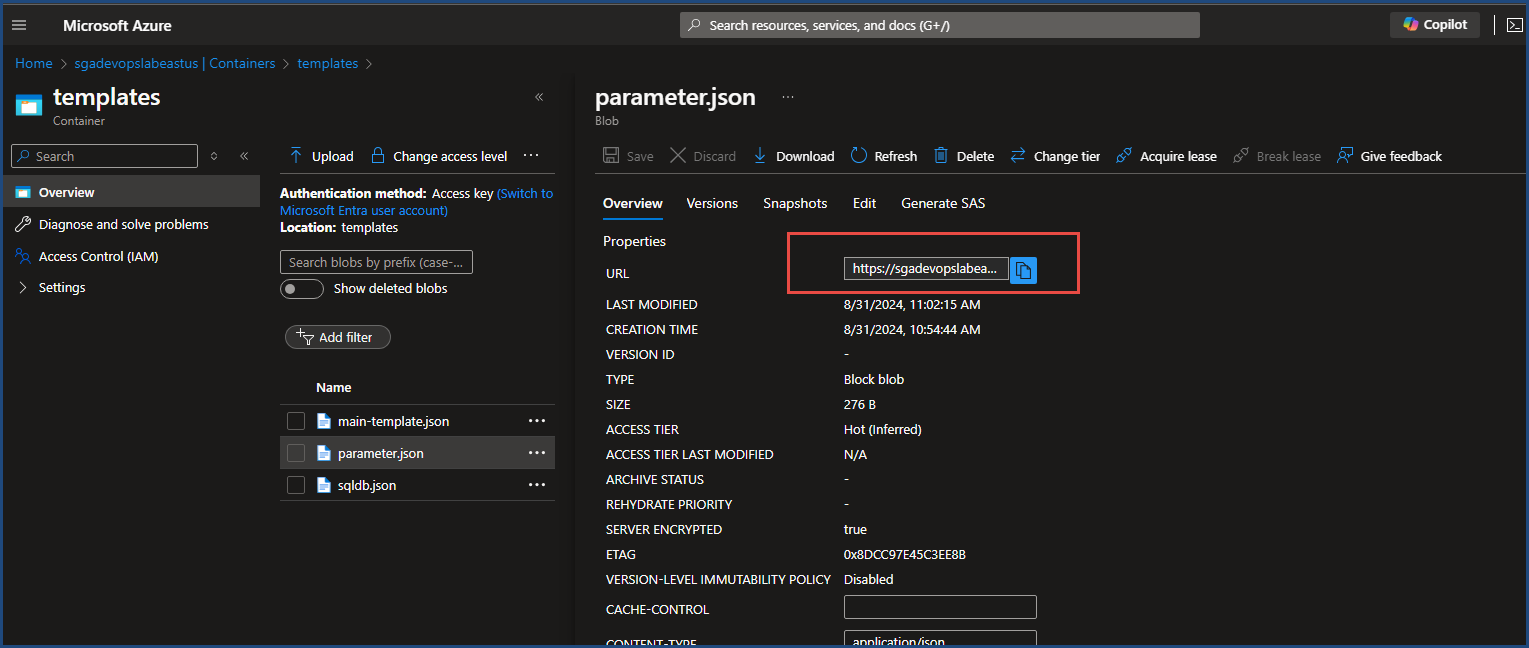 Microsoft Azure
Search resources, services, and docs (G+/)
Copilot
Home > sgadevopslabeastus | Containers > templates >
templates
Container
Search
Overview
Diagnose and solve problems
Access Control (IAM)
Settings
Upload Change access level ...
Authentication method: Access key (Switch to
Microsoft Entra user account)
Location: templates
Search blobs by prefix (case-...
Show deleted blobs
Add filter
Name
main-template.json
parameter.json
sqldb.json
parameter.json ...
Blob
Save Discard Download Refresh Delete Change tier Acquire lease Break lease Give feedback
Overview Versions Snapshots Edit Generate SAS
Properties
URL https://sgadevopslabea...
LAST MODIFIED 8/31/2024, 11:02:15 AM
CREATION TIME 8/31/2024, 10:54:44 AM
VERSION ID -
TYPE Block blob
SIZE 276 B
ACCESS TIER Hot (Inferred)
ACCESS TIER LAST MODIFIED N/A
ARCHIVE STATUS -
REHYDRATE PRIORITY -
SERVER ENCRYPTED true
ETAG 0x8DCC97E45C3EE8B
VERSION-LEVEL IMMUTABILITY POLICY Disabled
CACHE-CONTROL
CONTENT-TYPE application/json